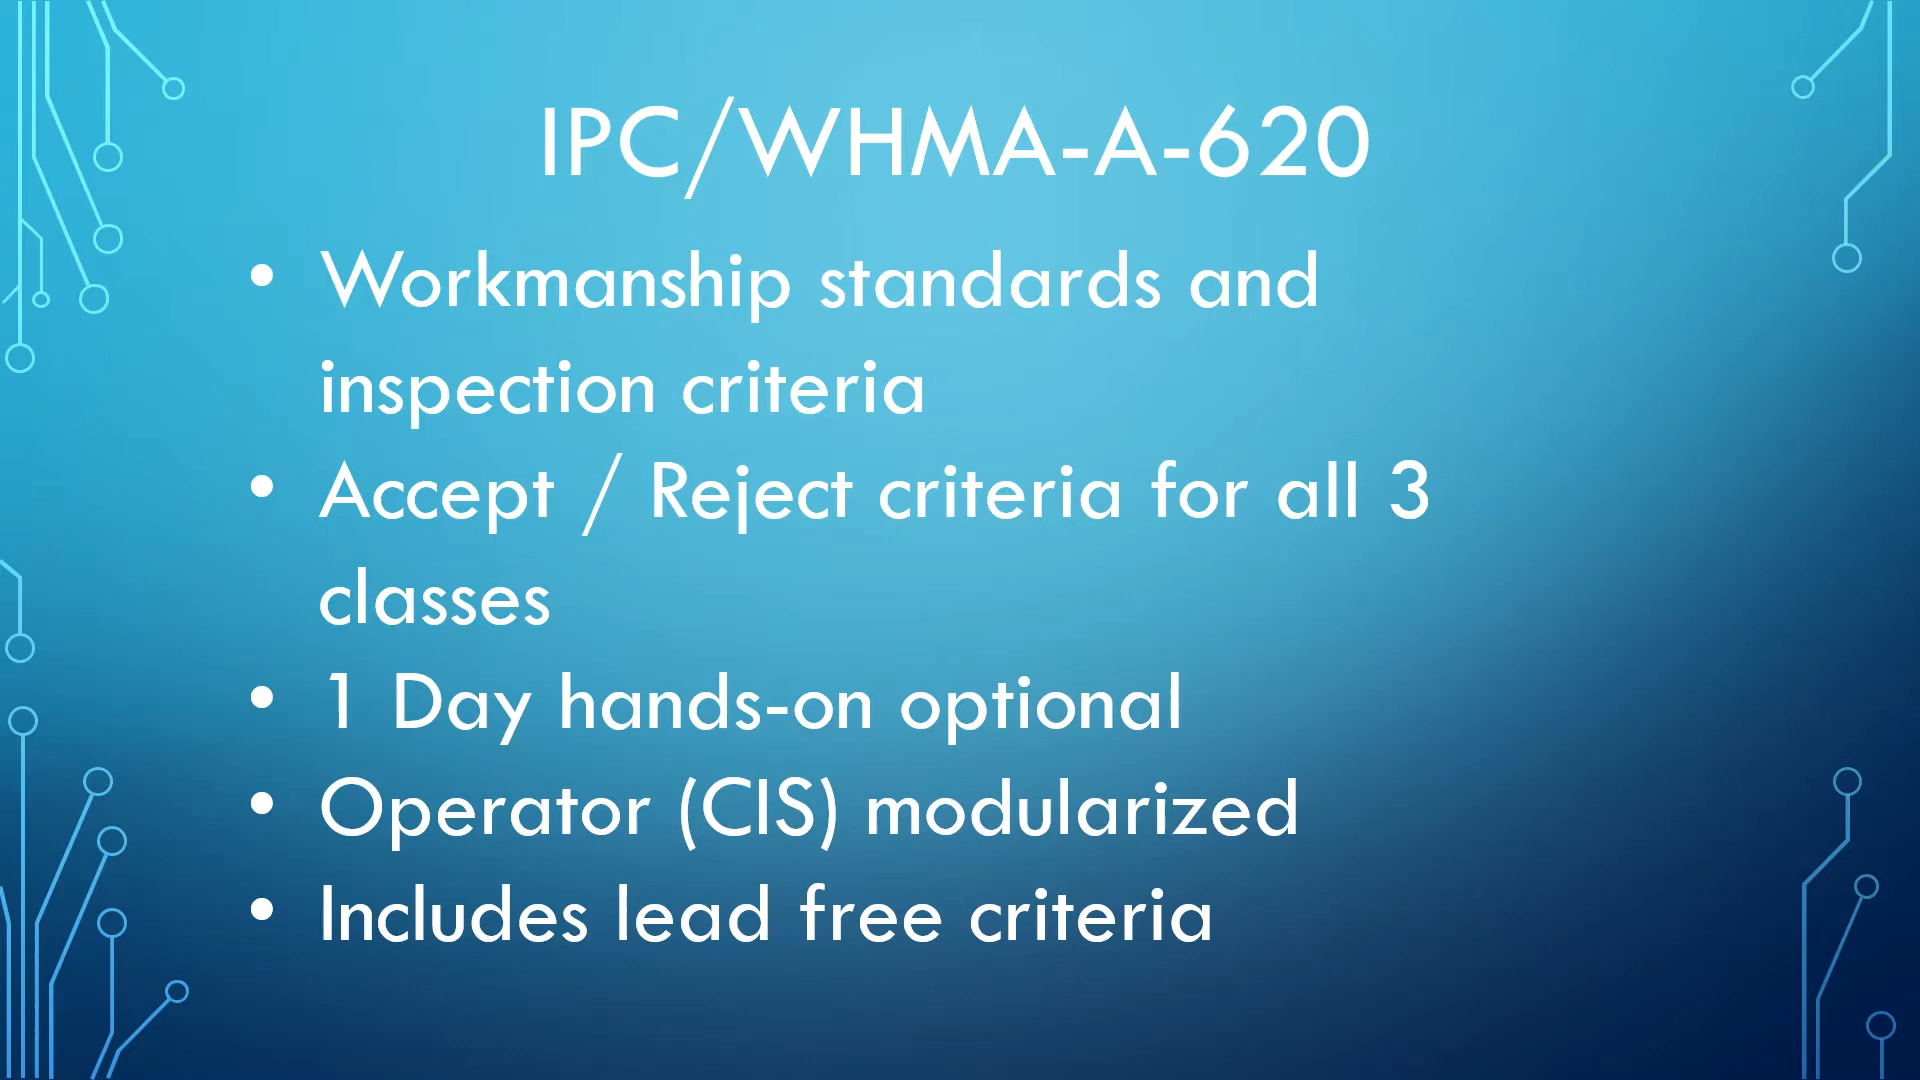 IPC/WHMA-A-620
• Workmanship standards and
inspection criteria
• Accept / Reject criteria for all 3
classes
• 1 Day hands-on optional
• Operator (CIS) modularized
• Includes lead free criteria